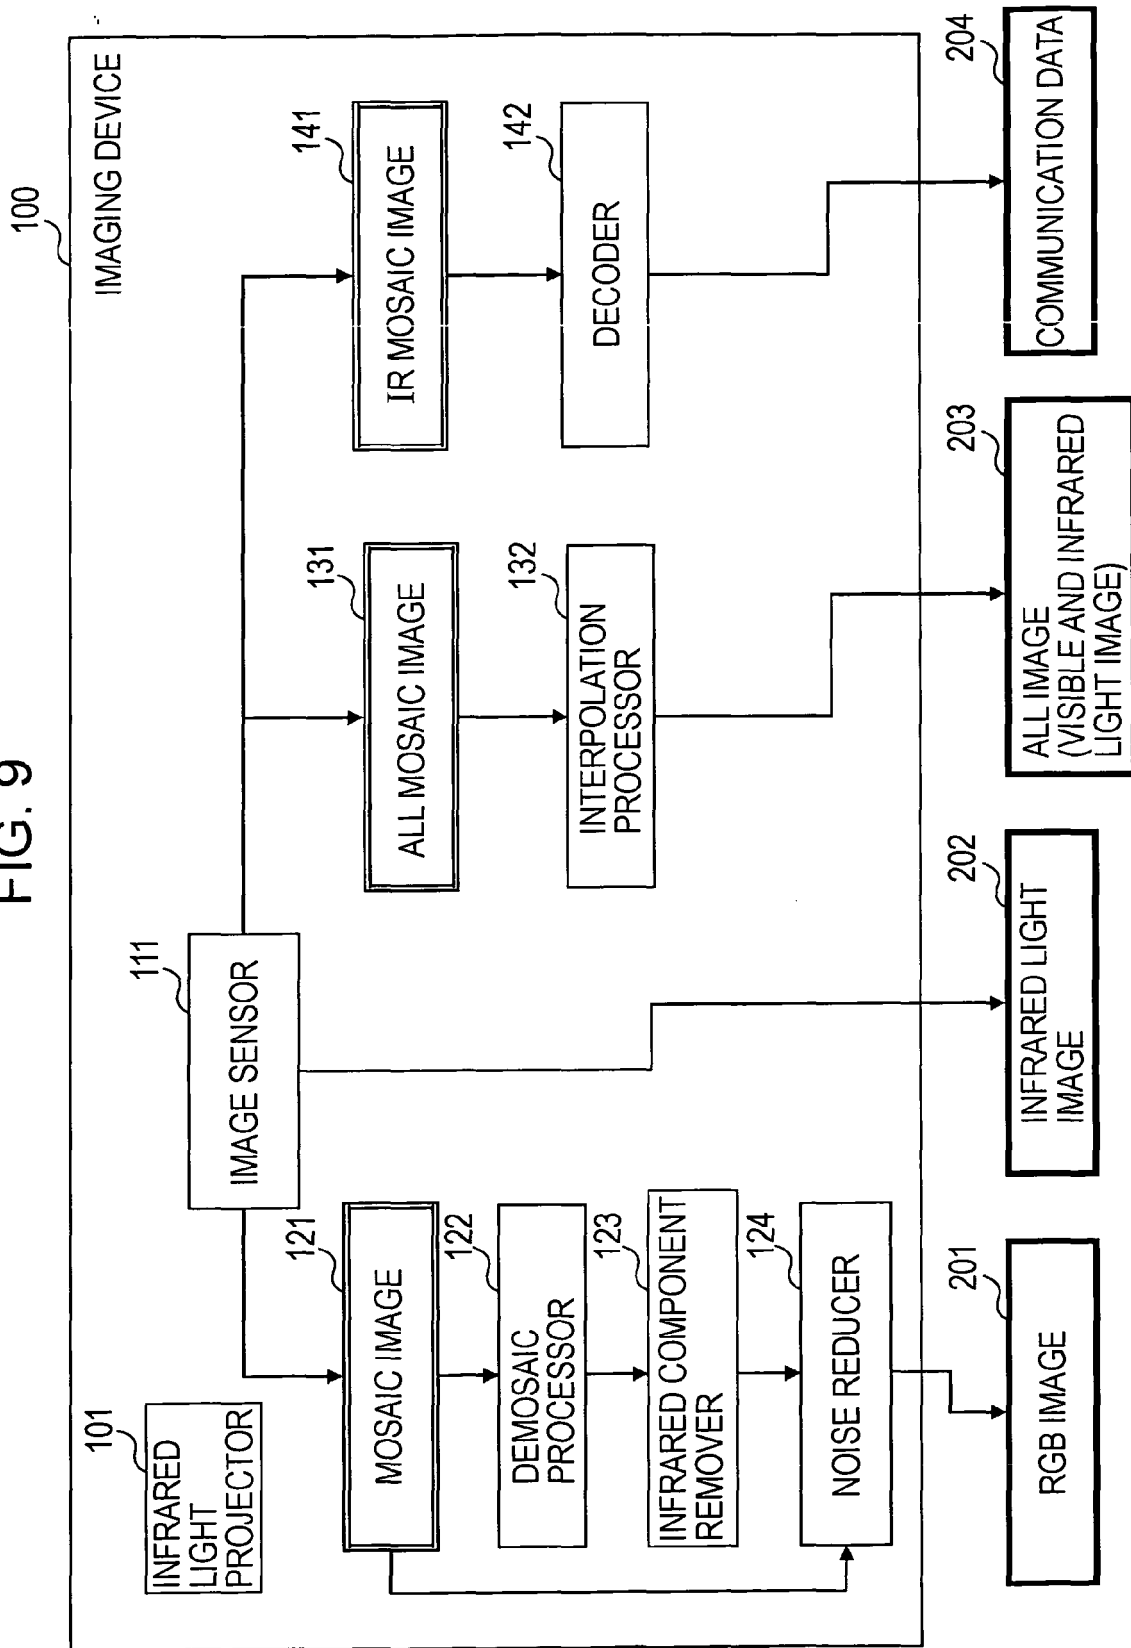 FIG. 9
100
IMAGING DEVICE
101
INFRARED
LIGHT
PROJECTOR
111
IMAGE SENSOR
121
MOSAIC IMAGE
122
DEMOSAIC
PROCESSOR
123
INFRARED COMPONENT
REMOVER
124
NOISE REDUCER
131
ALL MOSAIC IMAGE
132
INTERPOLATION
PROCESSOR
141
IR MOSAIC IMAGE
142
DECODER
201
RGB IMAGE
202
INFRARED LIGHT
IMAGE
203
ALL IMAGE
(VISIBLE AND INFRARED
LIGHT IMAGE)
204
COMMUNICATION DATA